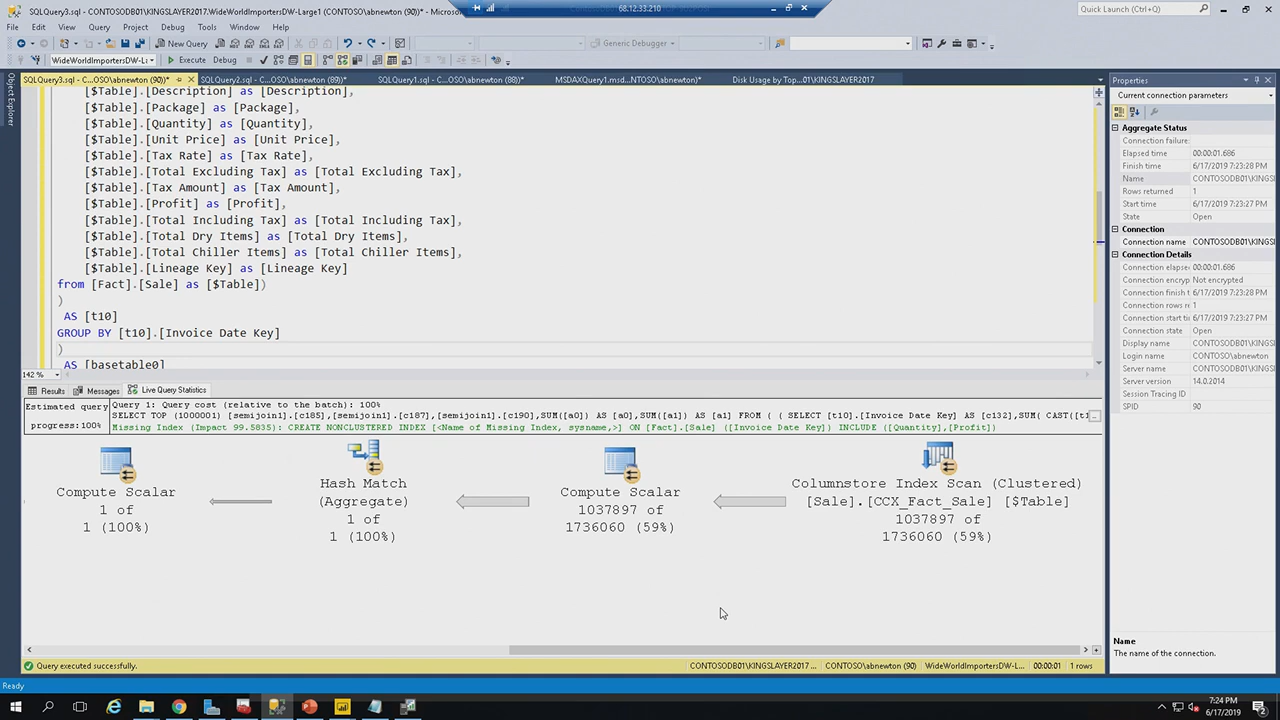 SQLQuery3.sql - CONTOSODB01\KINGSLAYER2017.WideWorldImportersDW-Large1 (CONTOSO\abnewton (90))* - Microso
68.12.33.210
Quick Launch (Ctrl+Q)
File Edit View Query Project Debug Tools Window Help
New Query
Generic Debugger
WideWorldImportersDW-La
Execute Debug
SQLQuery3.sql - C...OSO\abnewton (90))* SQLQuery2.sql - C...OSO\abnewton (89))* SQLQuery1.sql - C...OSO\abnewton (88))* MSDAXQuery1.msd...NTOSO\abnewton)* Disk Usage by Top...01\KINGSLAYER2017
Object Explorer
[$Table].[Description] as [Description],
[$Table].[Package] as [Package],
[$Table].[Quantity] as [Quantity],
[$Table].[Unit Price] as [Unit Price],
[$Table].[Tax Rate] as [Tax Rate],
[$Table].[Total Excluding Tax] as [Total Excluding Tax],
[$Table].[Tax Amount] as [Tax Amount],
[$Table].[Profit] as [Profit],
[$Table].[Total Including Tax] as [Total Including Tax],
[$Table].[Total Dry Items] as [Total Dry Items],
[$Table].[Total Chiller Items] as [Total Chiller Items],
[$Table].[Lineage Key] as [Lineage Key]
from [Fact].[Sale] as [$Table])
)
AS [t10]
GROUP BY [t10].[Invoice Date Key]
)
AS [basetable0]
142 %
Results Messages Live Query Statistics
Estimated query
progress:100%
Query 1: Query cost (relative to the batch): 100%
SELECT TOP (1000001) [semijoin1].[c185],[semijoin1].[c187],[semijoin1].[c190],SUM([a0]) AS [a0],SUM([a1]) AS [a1] FROM ( ( SELECT [t10].[Invoice Date Key] AS [c132],SUM( CAST([t1
Missing Index (Impact 99.5835): CREATE NONCLUSTERED INDEX [<Name of Missing Index, sysname,>] ON [Fact].[Sale] ([Invoice Date Key]) INCLUDE ([Quantity],[Profit])
Compute Scalar
1 of
1 (100%)
Hash Match
(Aggregate)
1 of
1 (100%)
Compute Scalar
1037897 of
1736060 (59%)
Columnstore Index Scan (Clustered)
[Sale].[CCX_Fact_Sale] [$Table]
1037897 of
1736060 (59%)
Query executed successfully.
CONTOSODB01\KINGSLAYER2017 ... CONTOSO\abnewton (90) WideWorldImportersDW-L... 00:00:01 1 rows
Properties
Current connection parameters
Aggregate Status
Connection failure:
Elapsed time 00:00:01.686
Finish time 6/17/2019 7:23:28 PM
Name CONTOSODB01\KINGSL
Rows returned 1
Start time 6/17/2019 7:23:27 PM
State Open
Connection
Connection name CONTOSODB01\KINGSL
Connection Details
Connection elapse 00:00:01.686
Connection encryp Not encrypted
Connection finish t 6/17/2019 7:23:28 PM
Connection rows re 1
Connection start tir 6/17/2019 7:23:27 PM
Connection state Open
Display name CONTOSODB01\KINGSL
Login name CONTOSO\abnewton
Server name CONTOSODB01\KINGSL
Server version 14.0.2014
Session Tracing ID
SPID 90
Name
The name of the connection.
Ready
7:24 PM
6/17/2019
2